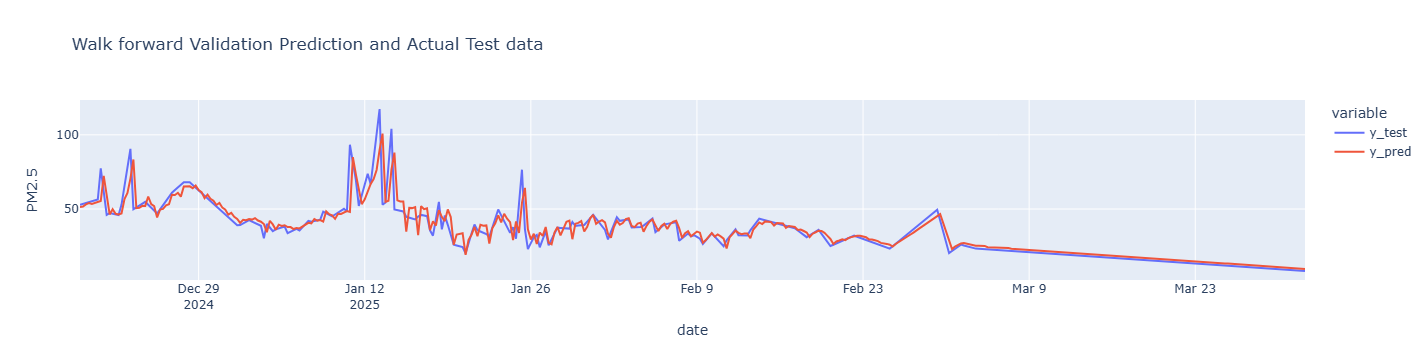 Walk forward Validation Prediction and Actual Test data
variable
y_test
y_pred
PM2.5
100
50
Dec 29
2024
Jan 12
2025
Jan 26
Feb 9
Feb 23
Mar 9
Mar 23
date